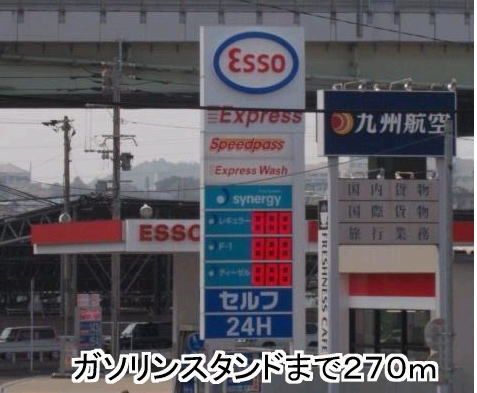 Esso
Express
Speedpass
Express Wash
synergy
レギュラー
F-1
ディーゼル
セルフ
24H
ESSO
九州航空
国内貨物
国際貨物
旅行業務
FRESHNESS CAFE
ガソリンスタンドまで270m